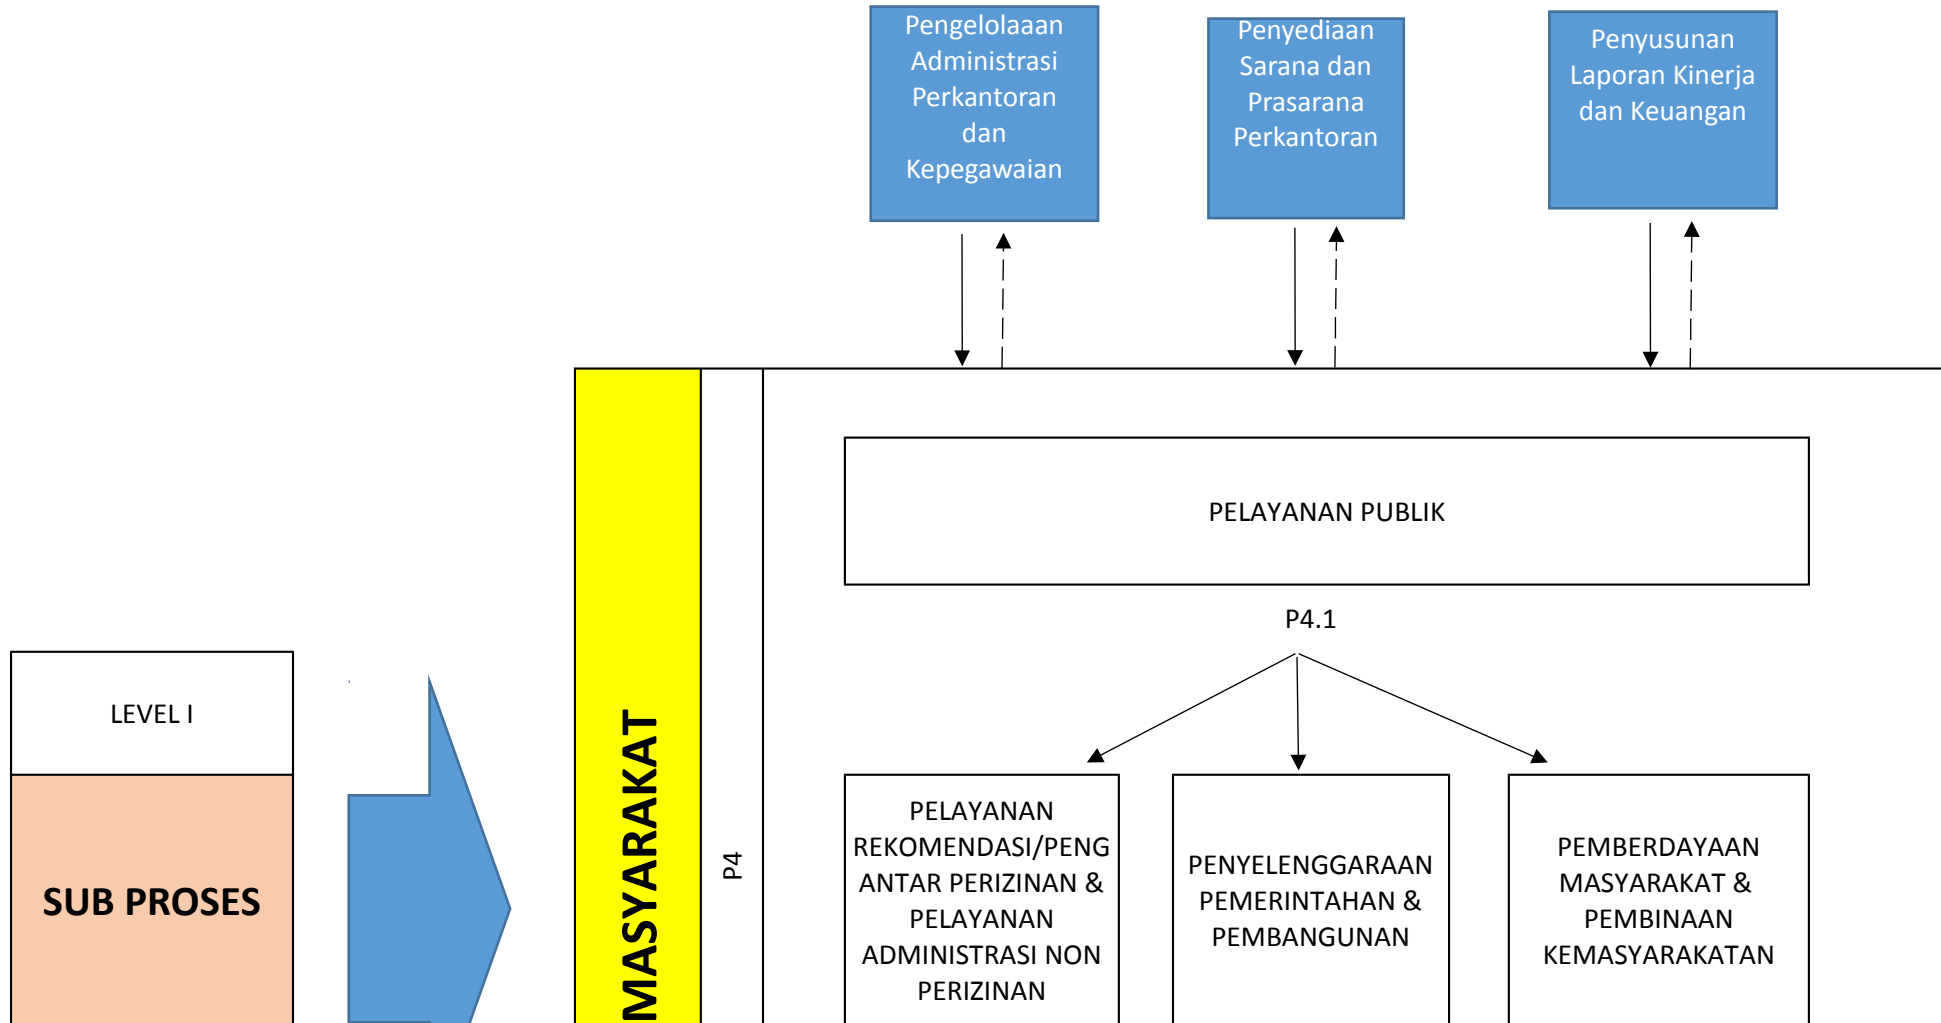 Pengelolaaan
Administrasi
Perkantoran
dan
Kepegawaian
Penyediaan
Sarana dan
Prasarana
Perkantoran
Penyusunan
Laporan Kinerja
dan Keuangan
PELAYANAN PUBLIK
P4.1
LEVEL I
SUB PROSES
MASYARAKAT
P4
PELAYANAN
REKOMENDASI/PENG
ANTAR PERIZINAN &
PELAYANAN
ADMINISTRASI NON
PERIZINAN
PENYELENGGARAAN
PEMERINTAHAN &
PEMBANGUNAN
PEMBERDAYAAN
MASYARAKAT &
PEMBINAAN
KEMASYARAKATAN